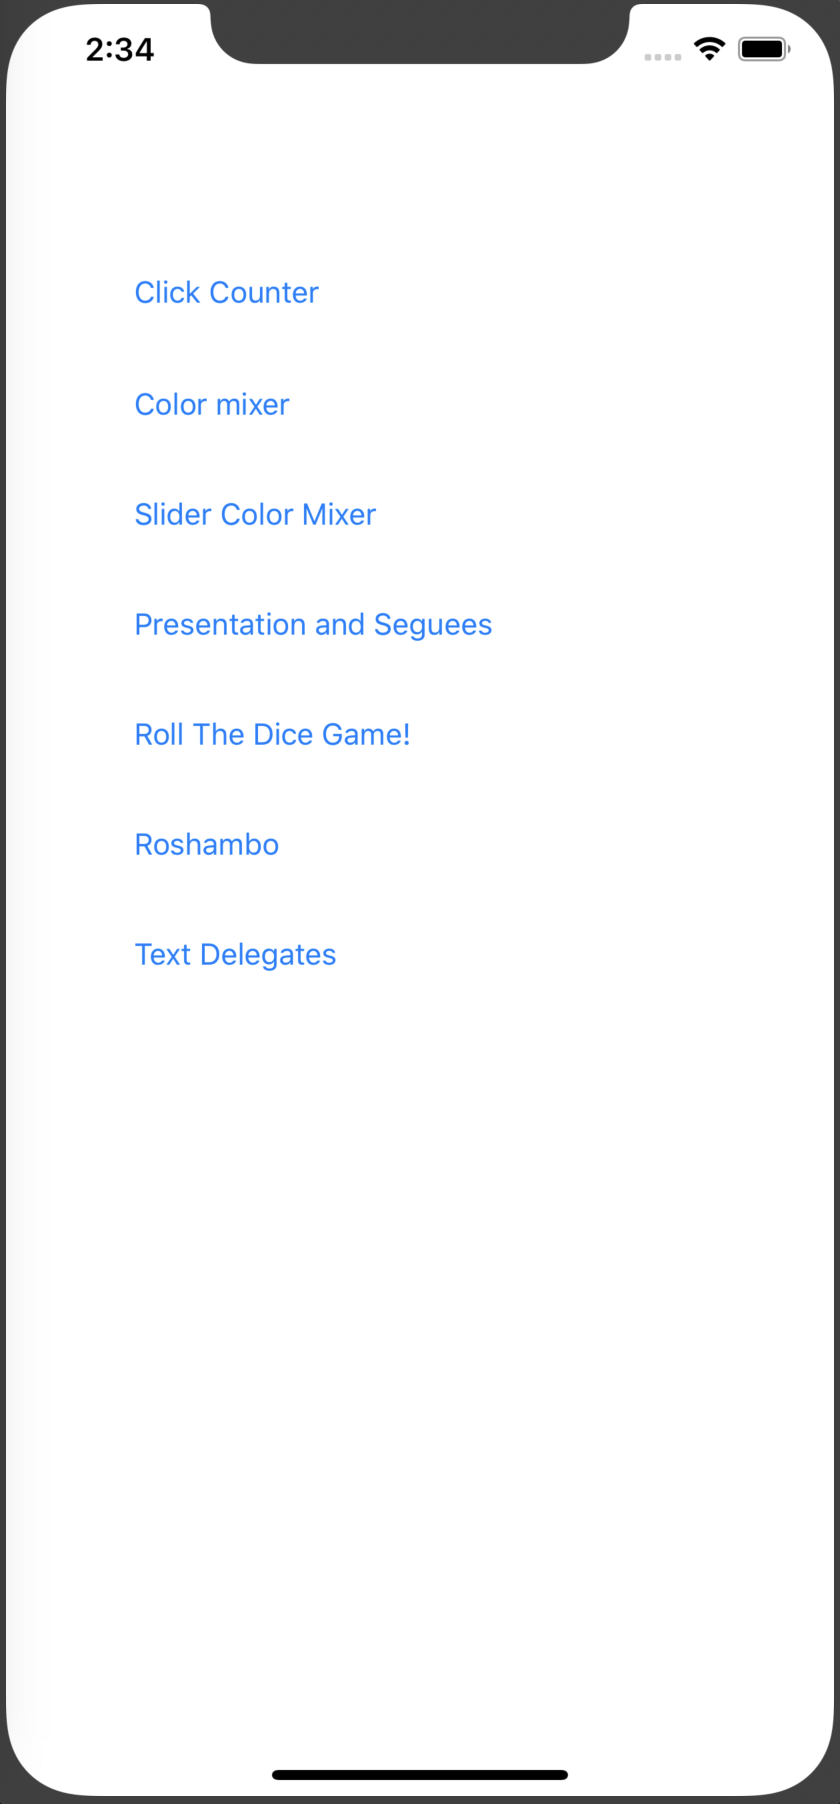 2:34
Click Counter
Color mixer
Slider Color Mixer
Presentation and Seguees
Roll The Dice Game!
Roshambo
Text Delegates